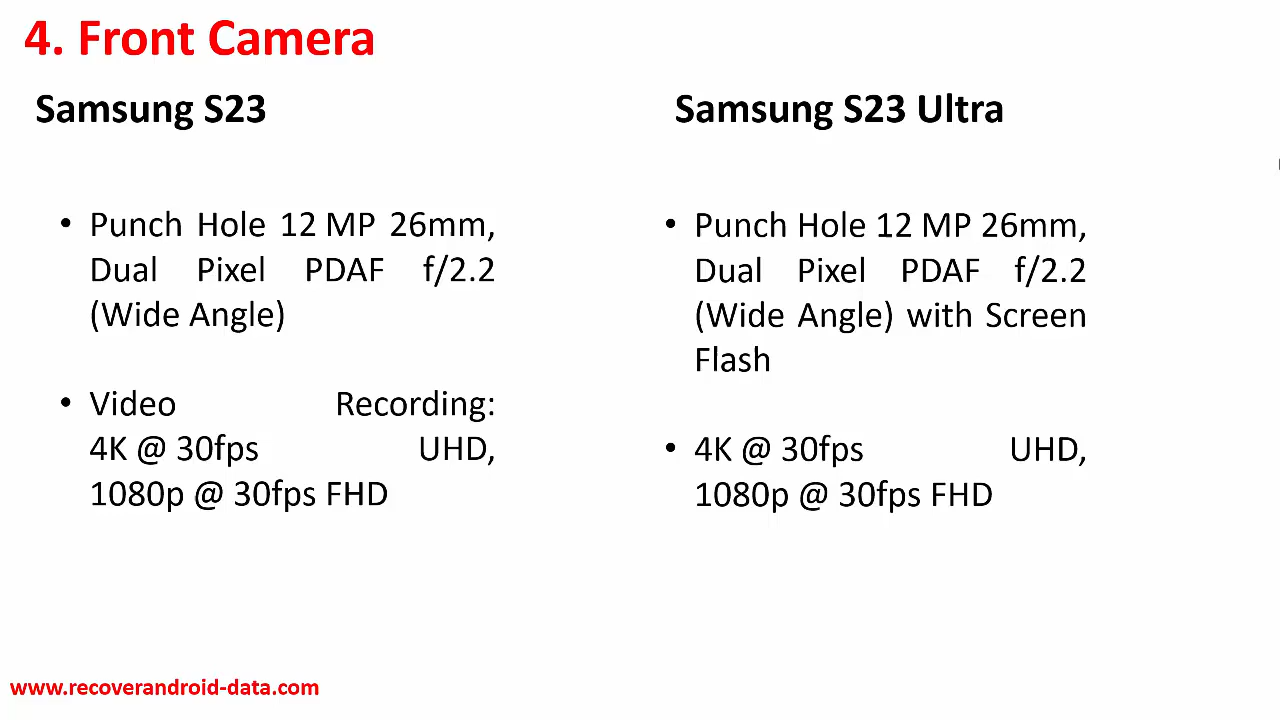 4. Front Camera
Samsung S23
• Punch Hole 12 MP 26mm,
Dual Pixel PDAF f/2.2
(Wide Angle)
• Video Recording:
4K @ 30fps UHD,
1080p @ 30fps FHD
Samsung S23 Ultra
• Punch Hole 12 MP 26mm,
Dual Pixel PDAF f/2.2
(Wide Angle) with Screen
Flash
• 4K @ 30fps UHD,
1080p @ 30fps FHD
www.recoverandroid-data.com